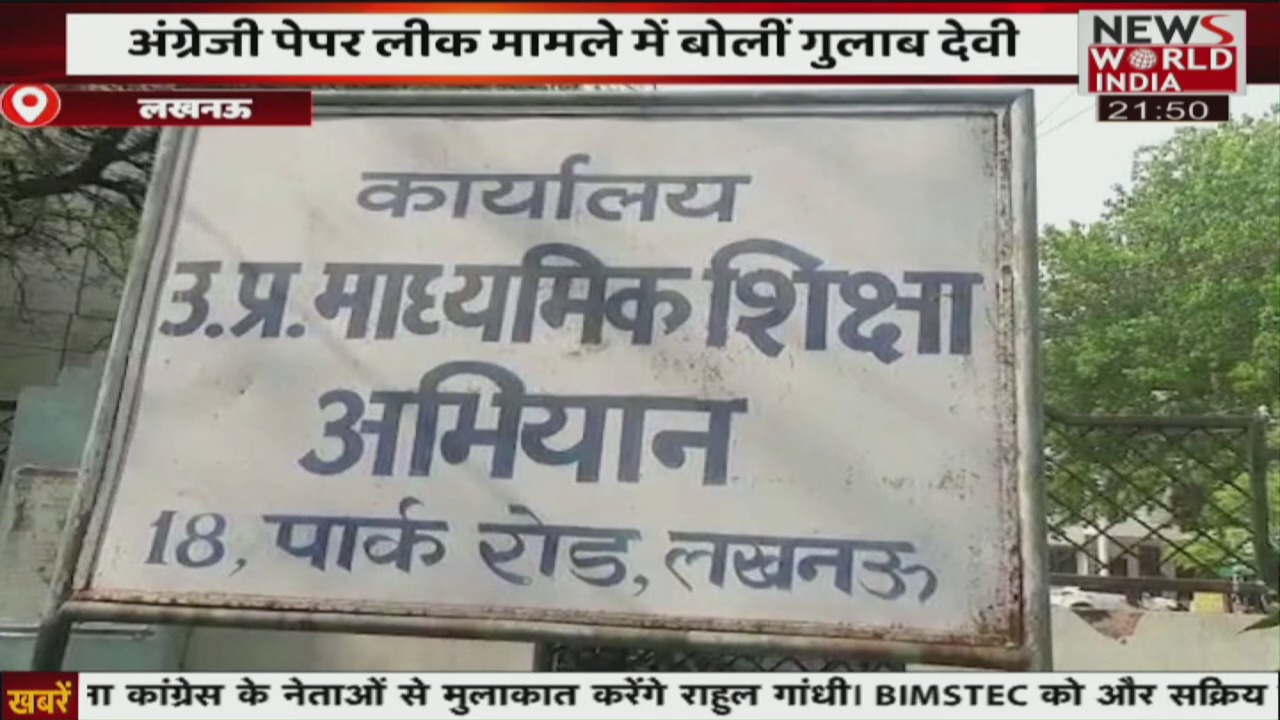 अंग्रेजी पेपर लीक मामले में बोलीं गुलाब देवी
NEWS
WORLD
INDIA
21:50
लखनऊ
कार्यालय
उ.प्र. माध्यमिक शिक्षा
अभियान
18, पार्क रोड, लखनऊ
खबरें
ना कांग्रेस के नेताओं से मुलाकात करेंगे राहुल गांधी। BIMSTEC को और सक्रिय